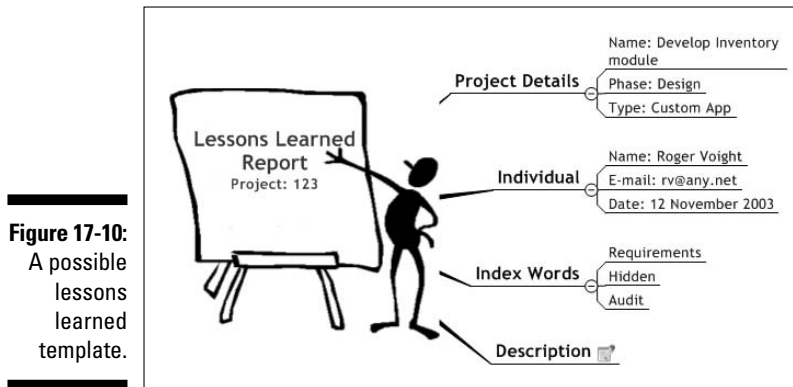 Lessons Learned
Report
Project: 123
Project Details
Name: Develop Inventory
module
Phase: Design
Type: Custom App
Individual
Name: Roger Voight
E-mail: rv@any.net
Date: 12 November 2003
Index Words
Requirements
Hidden
Audit
Description
Figure 17-10:
A possible
lessons
learned
template.